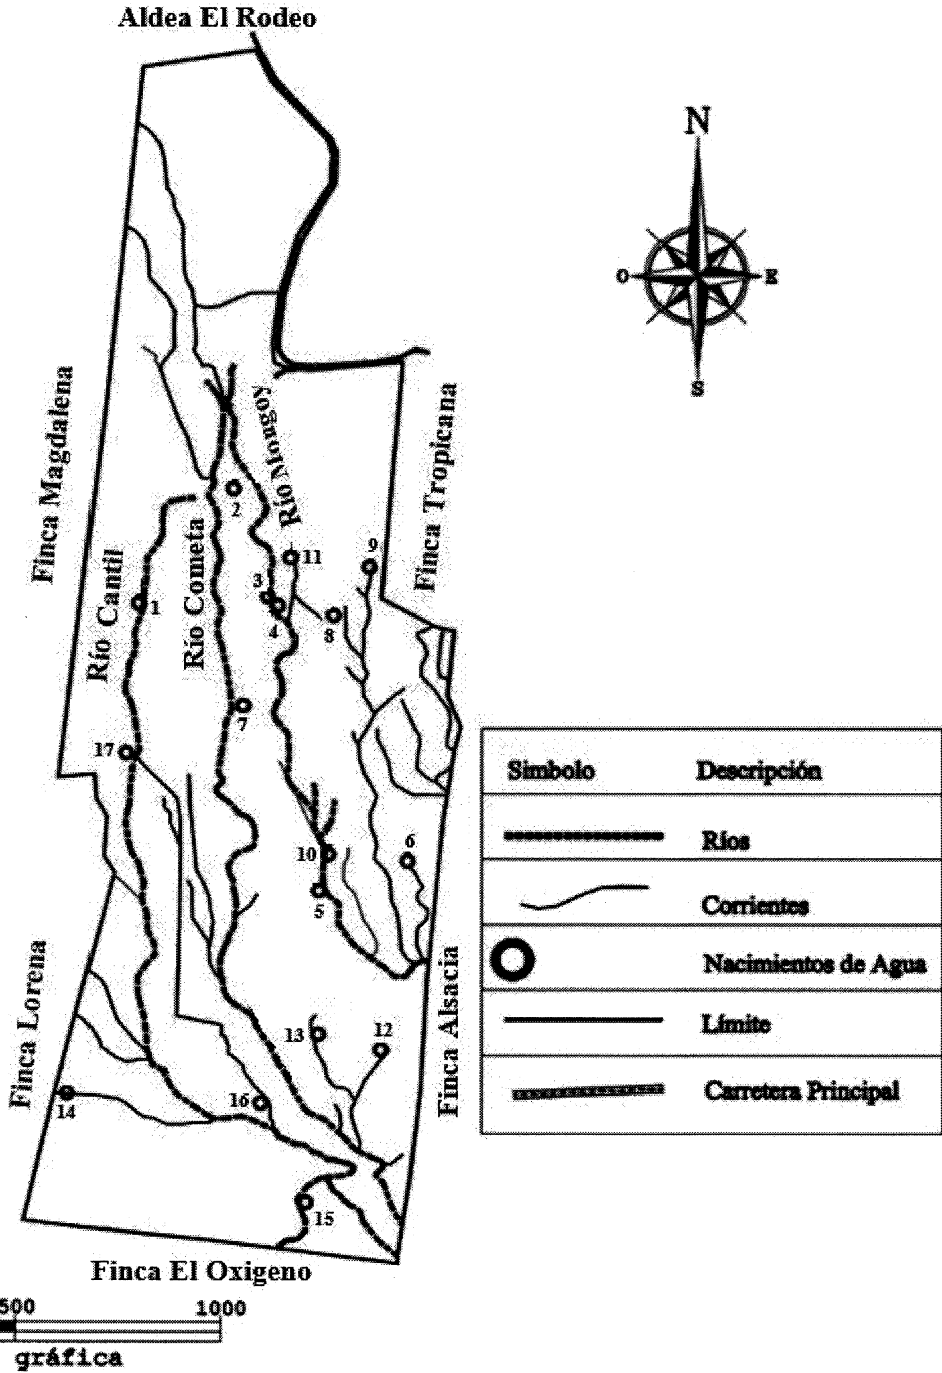 Aldea El Rodeo
N
O
E
S
Finca Magdalena
Río Mongoy
Finca Tropicana
2
Río Cometa
11
9
Río Cantil
3
1
4
8
7
17
Simbolo
Descripción
Ríos
10
6
5
Corrientes
Nacimientos de Agua
Finca Lorena
Finca Alsacia
Límite
13
12
Carretera Principal
14
16
15
Finca El Oxigeno
500
1000
gráfica